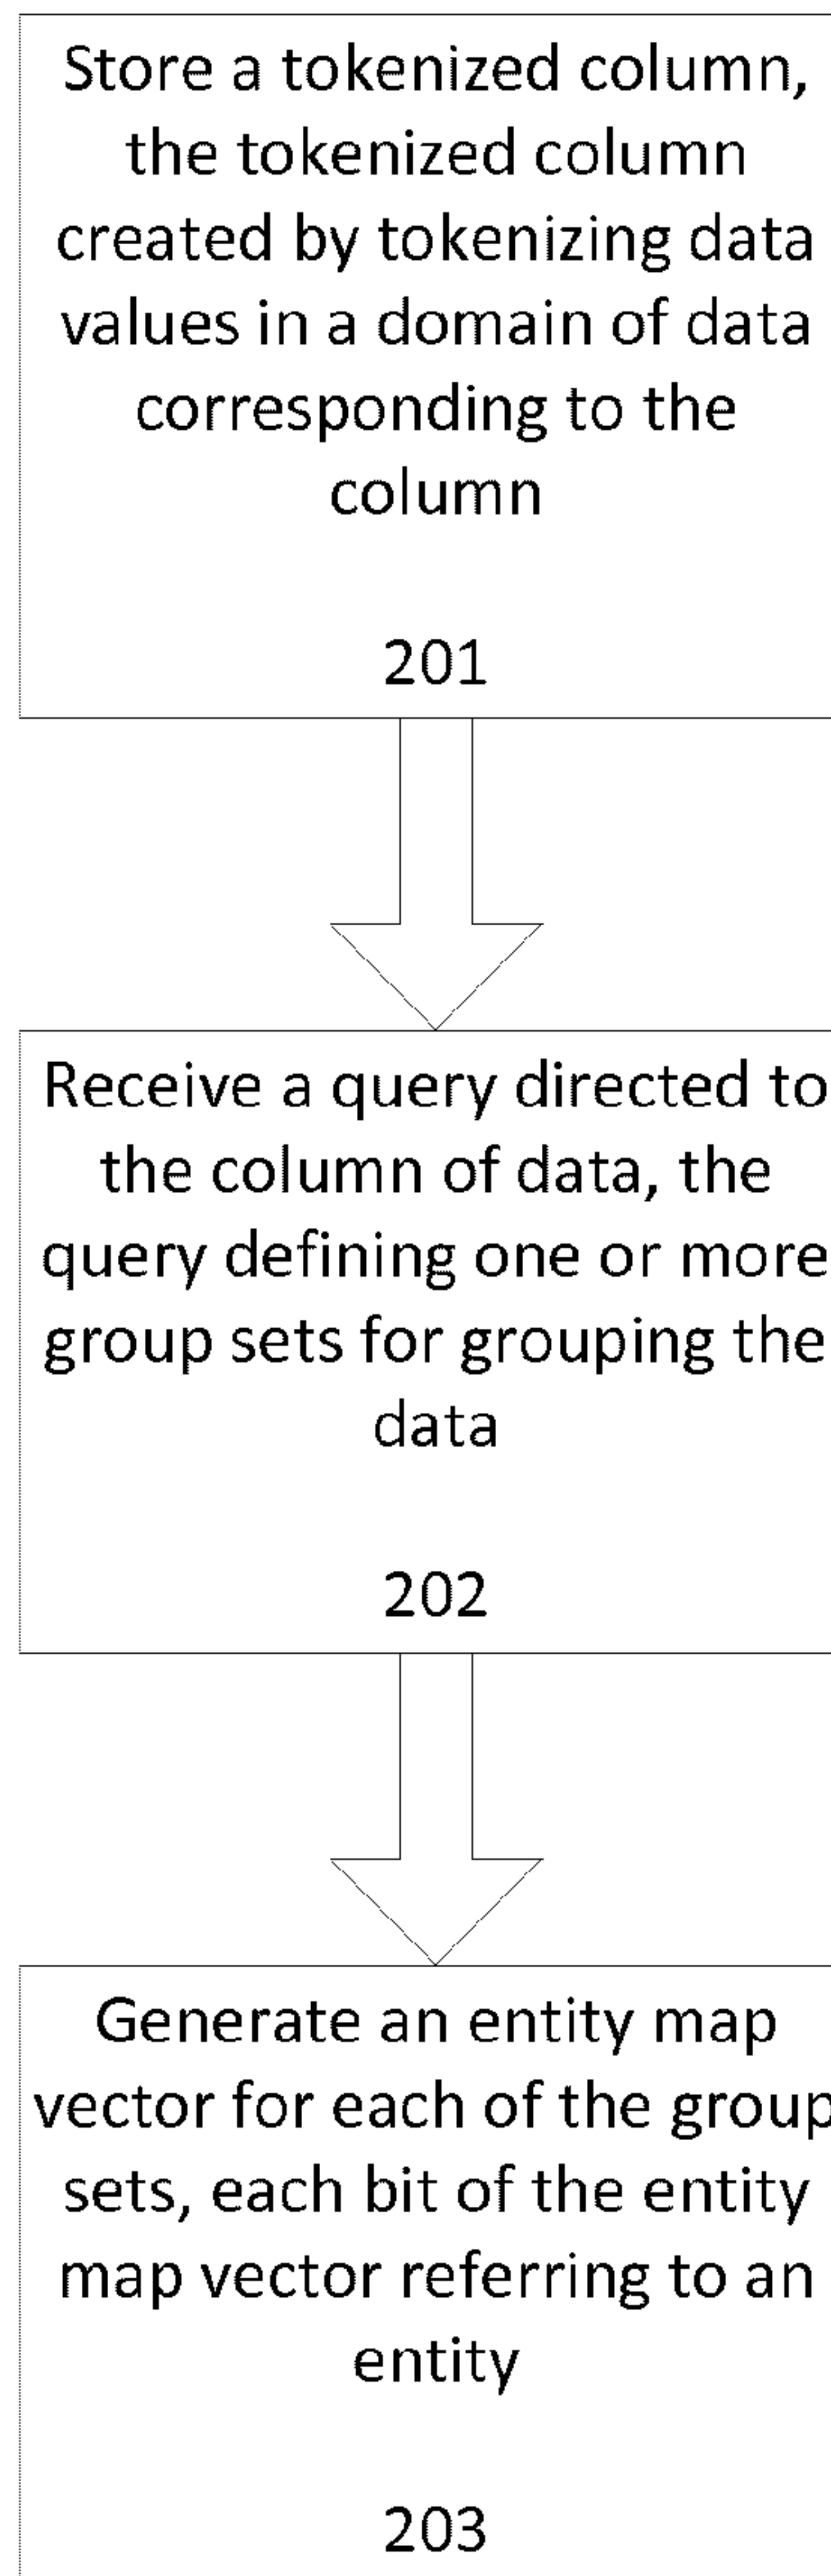 Store a tokenized column,
the tokenized column
created by tokenizing data
values in a domain of data
corresponding to the
column
201
Receive a query directed to
the column of data, the
query defining one or more
group sets for grouping the
data
202
Generate an entity map
vector for each of the group
sets, each bit of the entity
map vector referring to an
entity
203